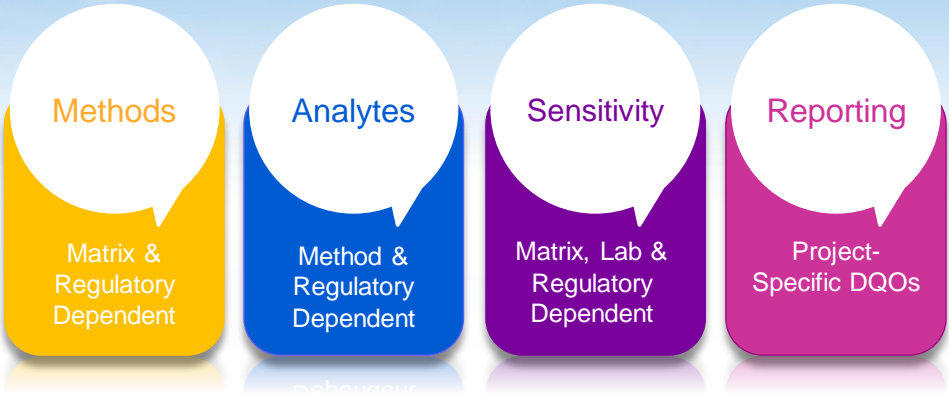 Methods
Matrix &
Regulatory
Dependent
Analytes
Method &
Regulatory
Dependent
Sensitivity
Matrix, Lab &
Regulatory
Dependent
Reporting
Project-
Specific DQOs